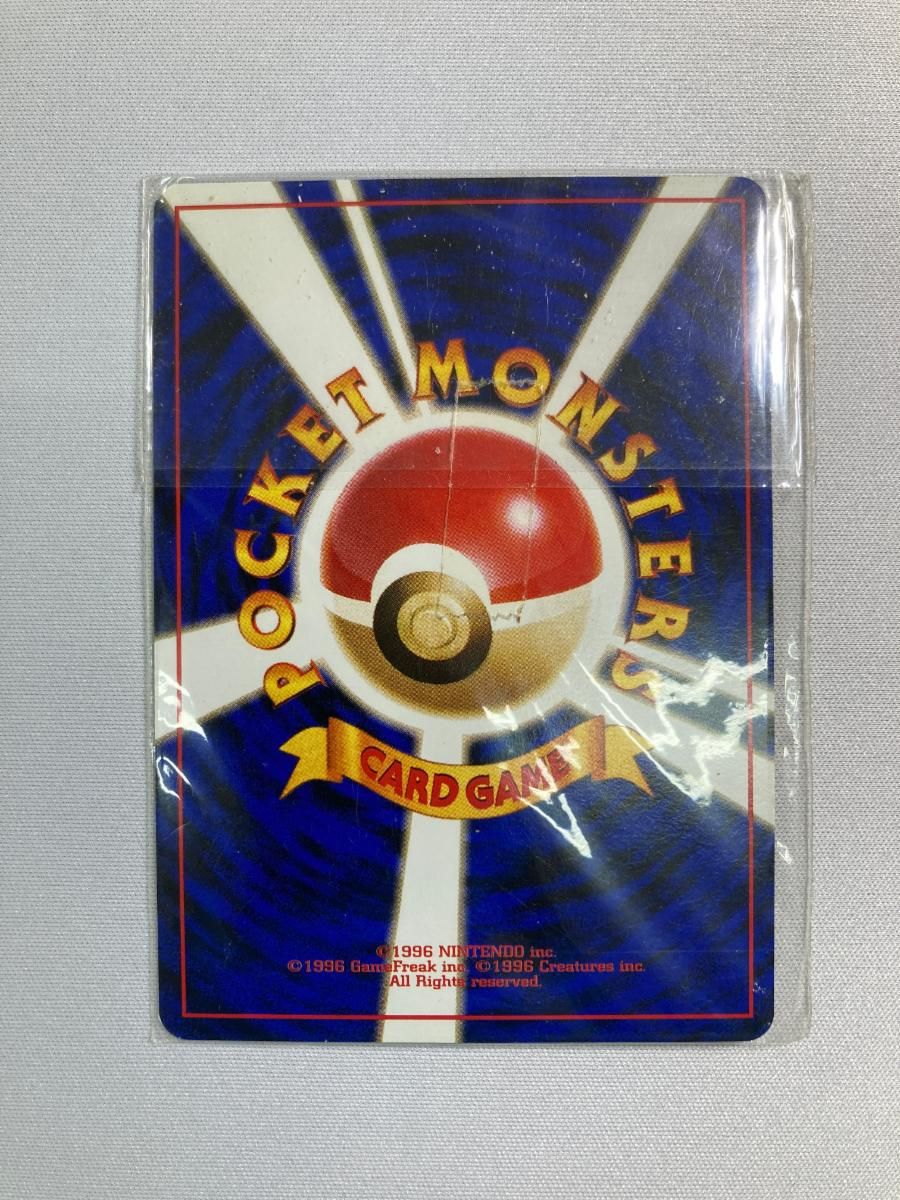 POCKET MONSTERS
CARD GAME
©1996 NINTENDO inc.
©1996 GameFreak inc. ©1996 Creatures inc.
All Rights reserved.